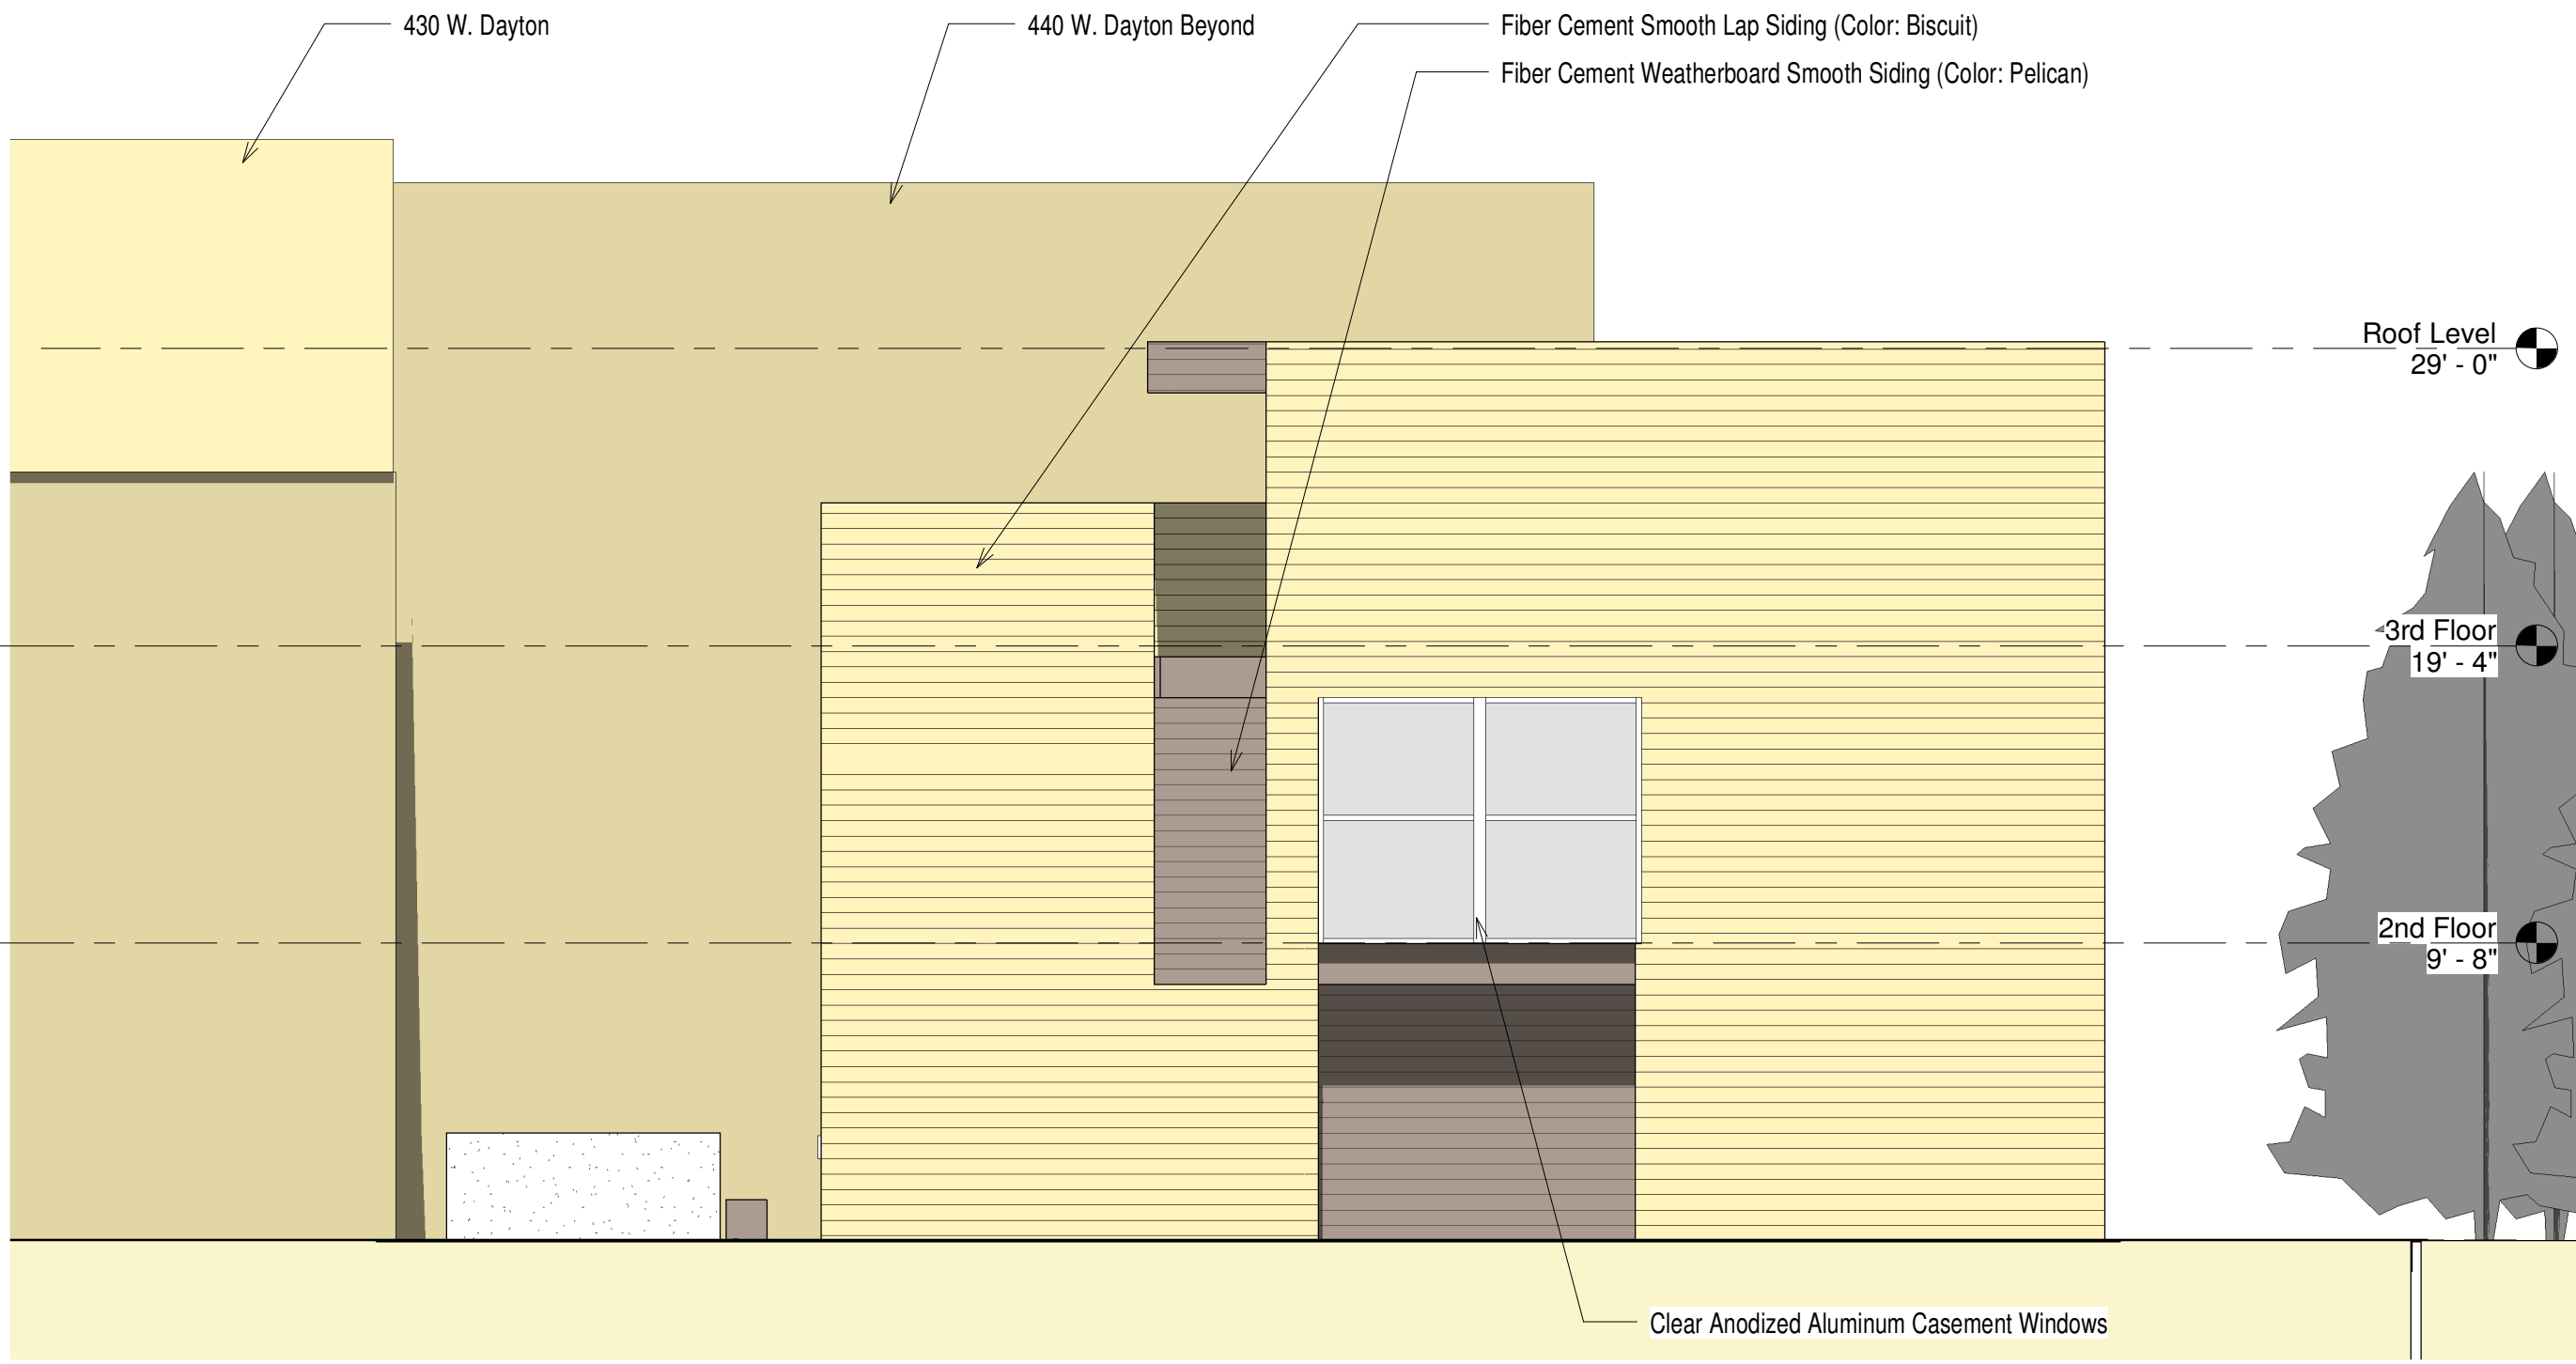 430 W. Dayton
440 W. Dayton Beyond
Fiber Cement Smooth Lap Siding (Color: Biscuit)
Fiber Cement Weatherboard Smooth Siding (Color: Pelican)
Roof Level
29' - 0"
3rd Floor
19' - 4"
2nd Floor
9' - 8"
Clear Anodized Aluminum Casement Windows